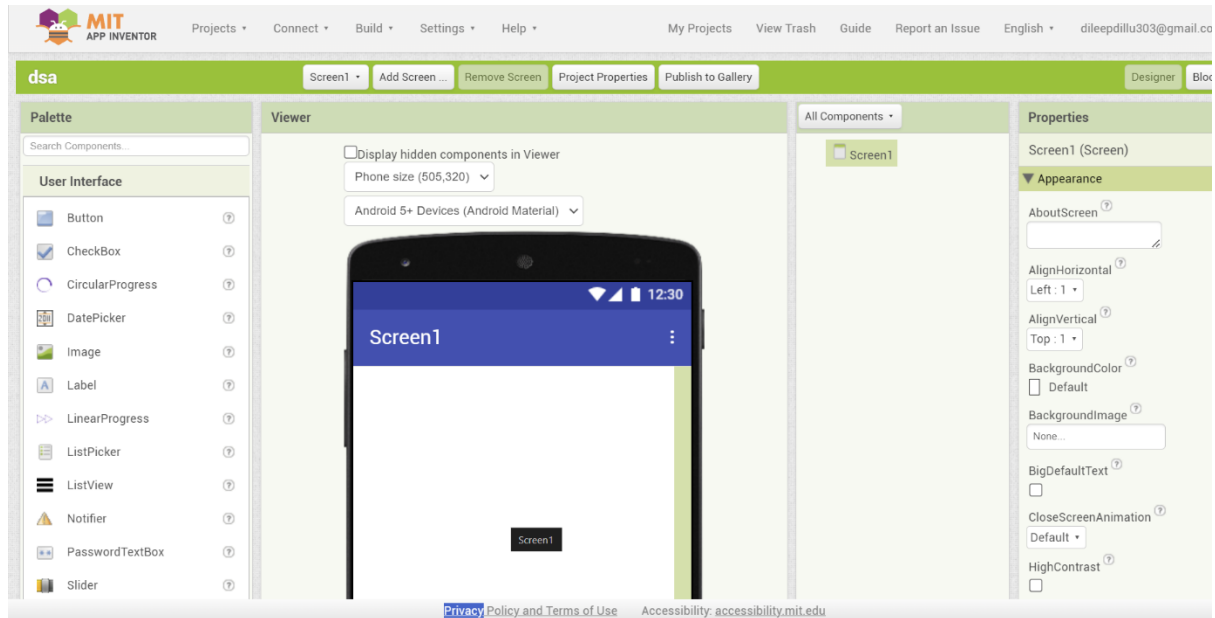 MIT
APP INVENTOR
Projects Connect Build Settings Help My Projects View Trash Guide Report an Issue English dileepdillu303@gmail.co
dsa Screen1 Add Screen ... Remove Screen Project Properties Publish to Gallery Designer Bloc
Palette
Search Components...
User Interface
Button
CheckBox
CircularProgress
DatePicker
Image
Label
LinearProgress
ListPicker
ListView
Notifier
PasswordTextBox
Slider
Viewer
Display hidden components in Viewer
Phone size (505,320)
Android 5+ Devices (Android Material)
12:30
Screen1
Screen1
All Components
Screen1
Properties
Screen1 (Screen)
Appearance
AboutScreen
AlignHorizontal
Left : 1
AlignVertical
Top : 1
BackgroundColor
Default
BackgroundImage
None...
BigDefaultText
CloseScreenAnimation
Default
HighContrast
Privacy Policy and Terms of Use Accessibility: accessibility.mit.edu